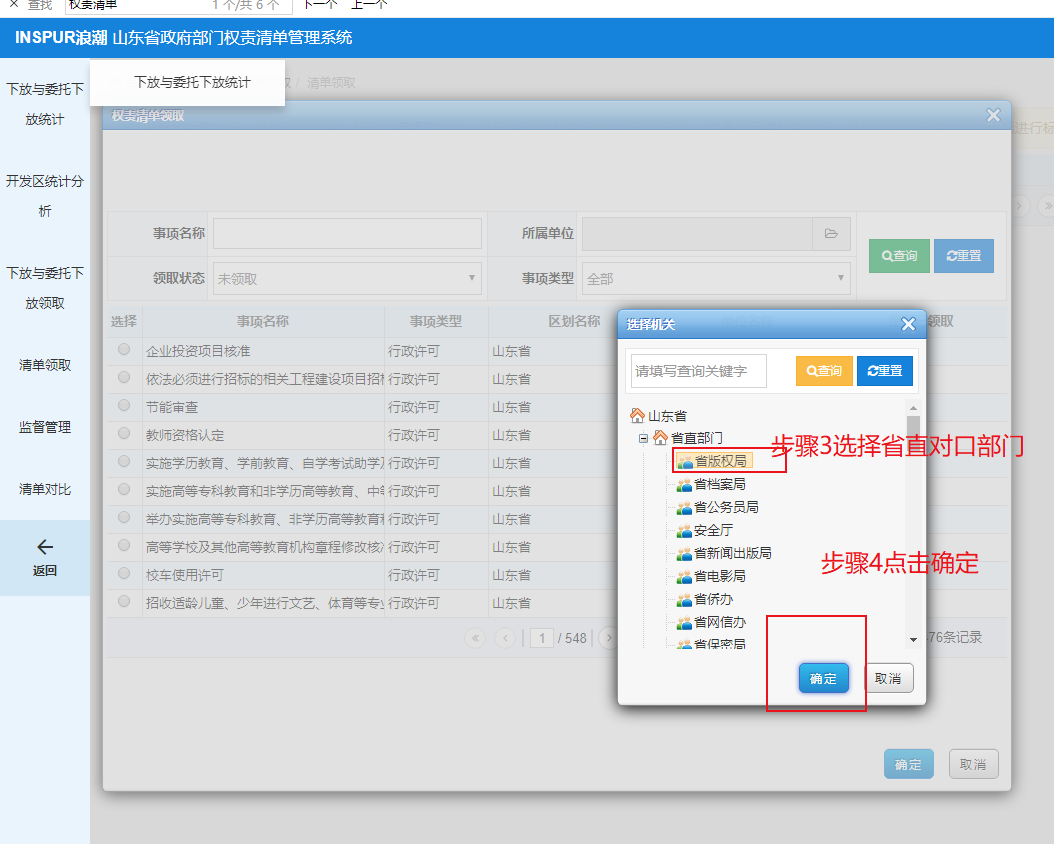 × 查找 权责清单 1 个/共 6 个 下一个 上一个
INSPUR浪潮 山东省政府部门权责清单管理系统
下放与委托下放统计
取 / 清单领取
下放与委托下
放统计
开发区统计分
析
下放与委托下
放领取
清单领取
监督管理
清单对比
返回
权责清单领取
进行标
事项名称
所属单位
查询 重置
领取状态 未领取
事项类型 全部
选择 事项名称 事项类型 区划名称 领取
企业投资项目核准 行政许可 山东省
依法必须进行招标的相关工程建设项目招标 行政许可 山东省
节能审查 行政许可 山东省
教师资格认定 行政许可 山东省
实施学历教育、学前教育、自学考试助学及 行政许可 山东省
实施高等专科教育和非学历高等教育、中等 行政许可 山东省
举办实施高等专科教育、非学历高等教育和 行政许可 山东省
高等学校及其他高等教育机构章程修改核准 行政许可 山东省
校车使用许可 行政许可 山东省
招收适龄儿童、少年进行文艺、体育等专业 行政许可 山东省
1 / 548
76条记录
选择机关
请填写查询关键字 查询 重置
山东省
省直部门
省版权局
省档案局
省公务员局
安全厅
省新闻出版局
省电影局
省侨办
省网信办
省保密局
确定 取消
步骤3选择省直对口部门
步骤4点击确定
确定 取消